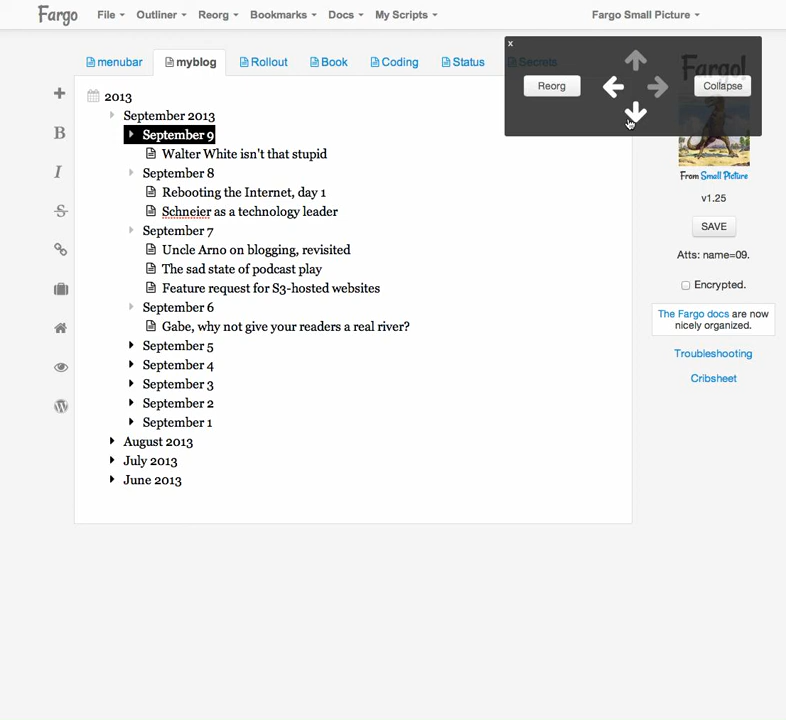 Fargo File Outliner Reorg Bookmarks Docs My Scripts Fargo Small Picture
x
Reorg Collapse
menubar myblog Rollout Book Coding Status Secrets
Fargo!
2013
September 2013
September 9
Walter White isn't that stupid
September 8
Rebooting the Internet, day 1
Schneier as a technology leader
September 7
Uncle Arno on blogging, revisited
The sad state of podcast play
Feature request for S3-hosted websites
September 6
Gabe, why not give your readers a real river?
September 5
September 4
September 3
September 2
September 1
August 2013
July 2013
June 2013
B
I
S
From Small Picture
v1.25
SAVE
Atts: name=09.
Encrypted.
The Fargo docs are now
nicely organized.
Troubleshooting
Cribsheet